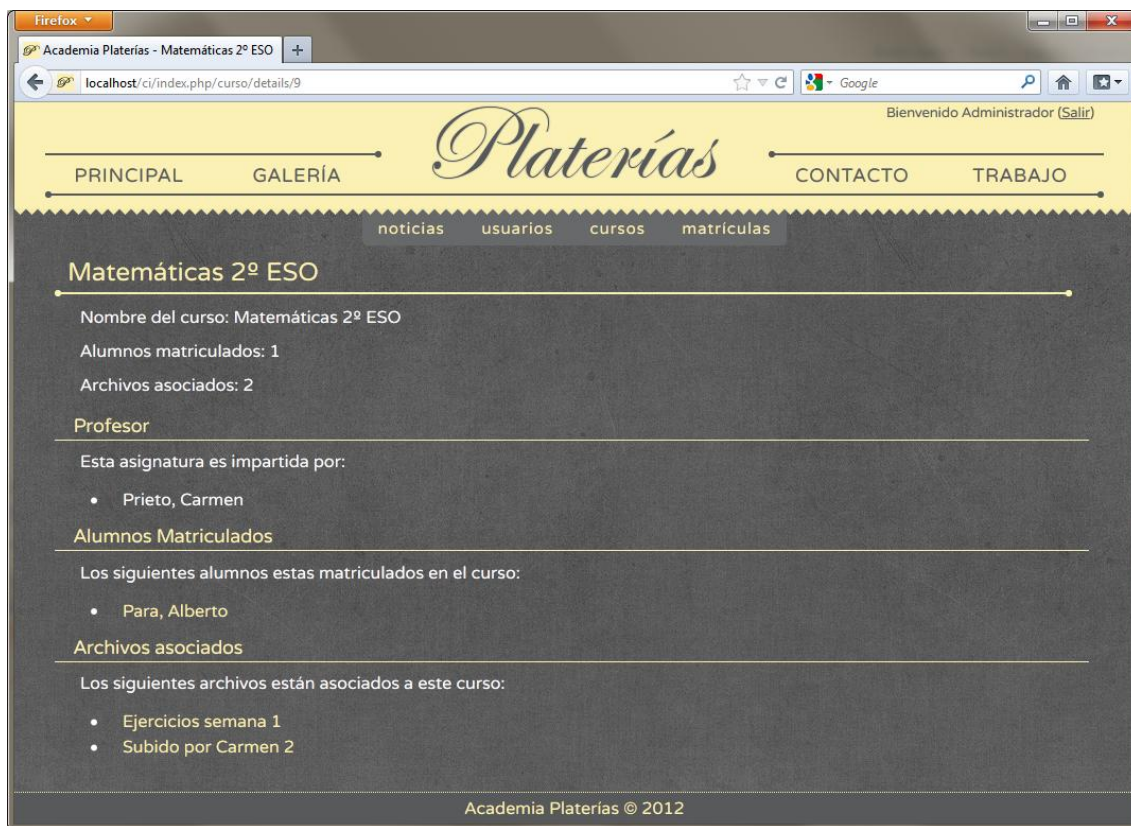 Firefox
Academia Platerías - Matemáticas 2º ESO
localhost/ci/index.php/curso/details/9
Google
Bienvenido Administrador (Salir)
Platerías
PRINCIPAL GALERÍA CONTACTO TRABAJO
noticias usuarios cursos matrículas
Matemáticas 2º ESO
Nombre del curso: Matemáticas 2º ESO
Alumnos matriculados: 1
Archivos asociados: 2
Profesor
Esta asignatura es impartida por:
• Prieto, Carmen
Alumnos Matriculados
Los siguientes alumnos estas matriculados en el curso:
• Para, Alberto
Archivos asociados
Los siguientes archivos están asociados a este curso:
• Ejercicios semana 1
• Subido por Carmen 2
Academia Platerías © 2012